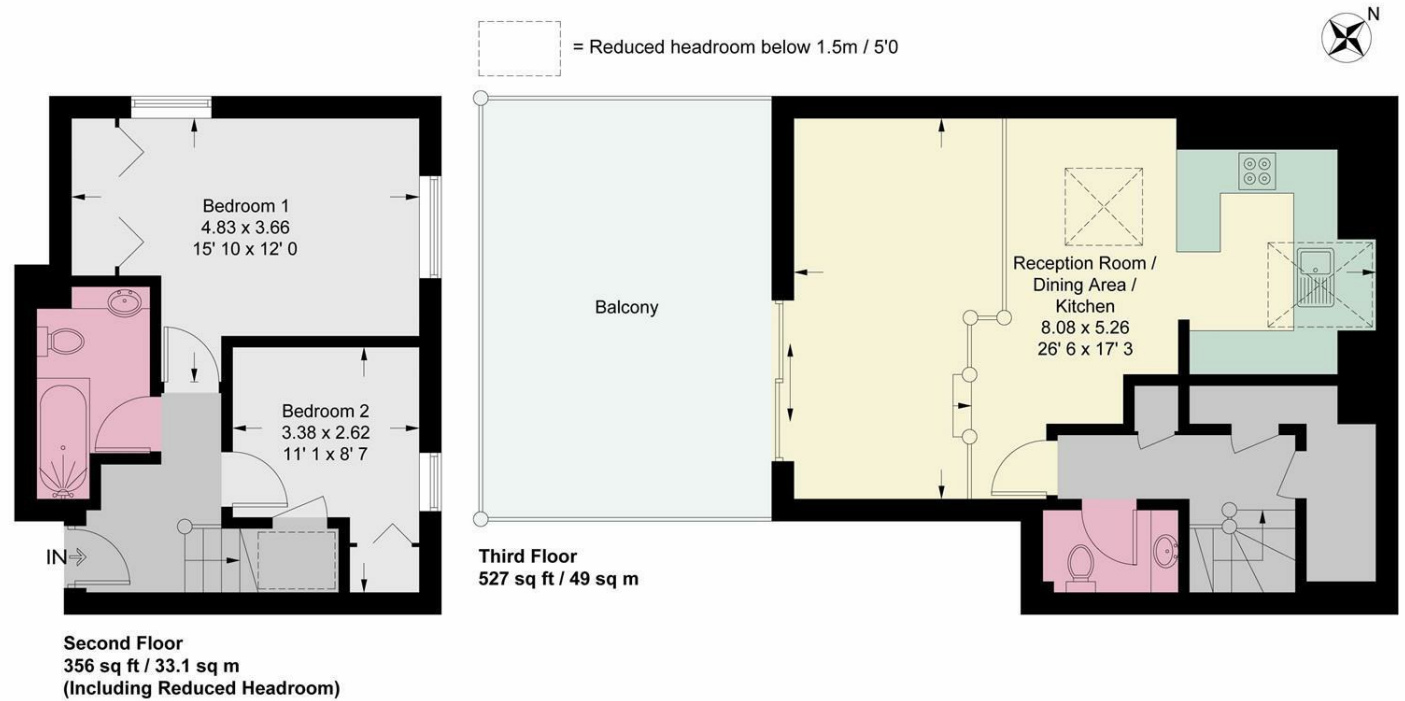 = Reduced headroom below 1.5m / 5'0
N
Bedroom 1
4.83 x 3.66
15' 10 x 12' 0
Bedroom 2
3.38 x 2.62
11' 1 x 8' 7
IN
Second Floor
356 sq ft / 33.1 sq m
(Including Reduced Headroom)
Balcony
Reception Room /
Dining Area /
Kitchen
8.08 x 5.26
26' 6 x 17' 3
Third Floor
527 sq ft / 49 sq m